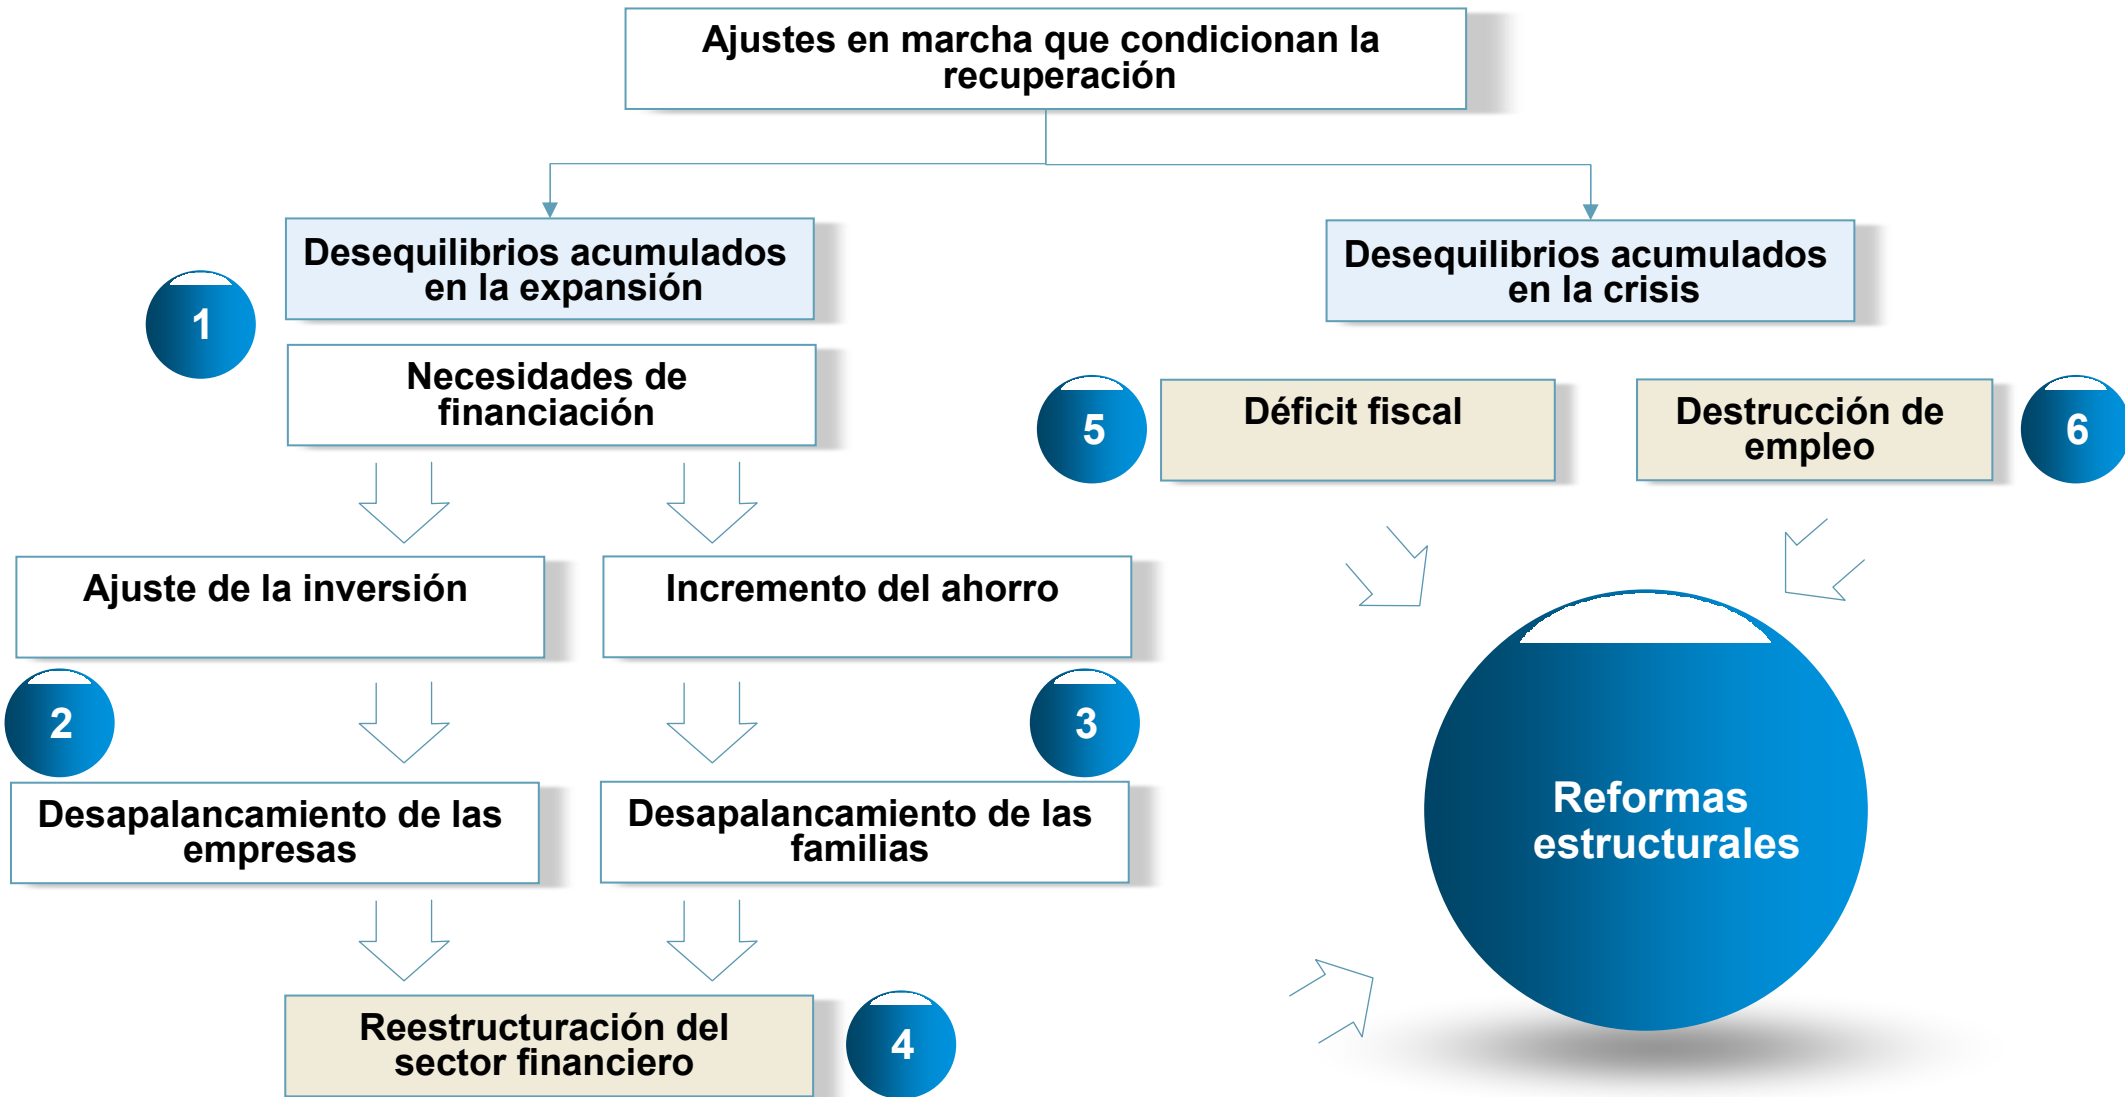 Ajustes en marcha que condicionan la
recuperación
Desequilibrios acumulados
en la expansión
1
Necesidades de
financiación
Ajuste de la inversión
Incremento del ahorro
2
3
Desapalancamiento de las
empresas
Desapalancamiento de las
familias
Reestructuración del
sector financiero
4
Desequilibrios acumulados
en la crisis
5
Déficit fiscal
Destrucción de
empleo
6
Reformas
estructurales